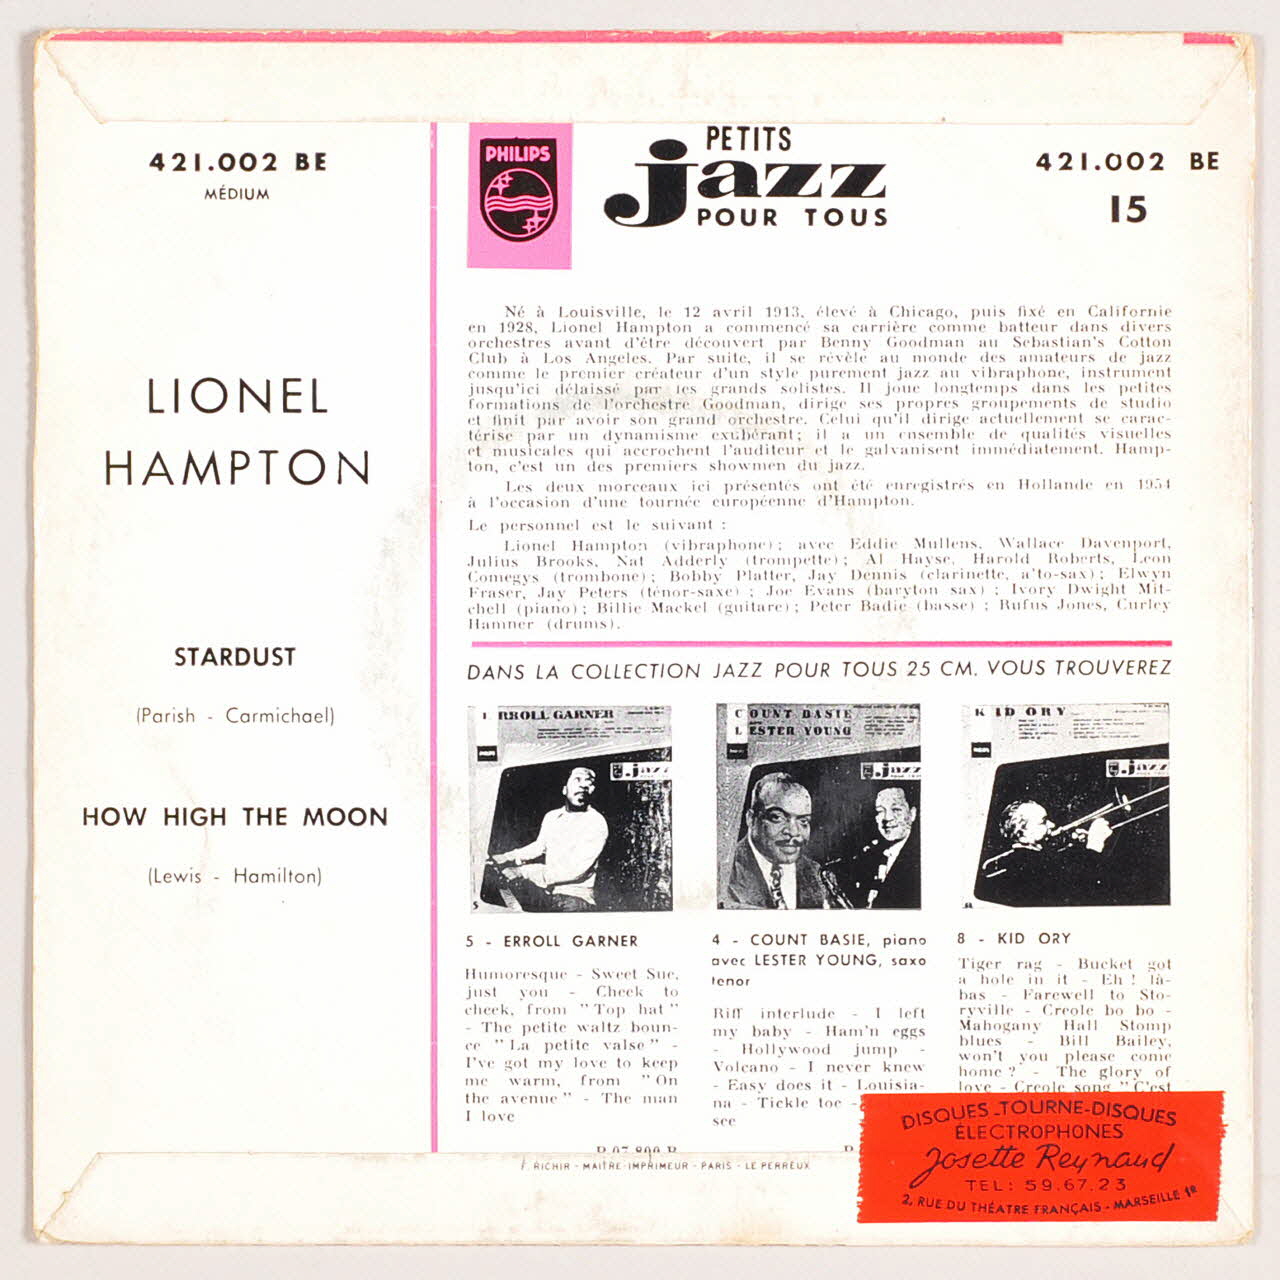 421.002 BE
MÉDIUM
LIONEL
HAMPTON
STARDUST
(Parish - Carmichael)
HOW HIGH THE MOON
(Lewis - Hamilton)
PHILIPS
PETITS
jazz
POUR TOUS
421.002 BE
15
Né à Louisville, le 12 avril 1913, élevé à Chicago, puis fixé en Californie
en 1928, Lionel Hampton a commencé sa carrière comme batteur dans divers
orchestres avant d'être découvert par Benny Goodman au Sebastian's Cotton
Club à Los Angeles. Par suite, il se révèle au monde des amateurs de jazz
comme le premier créateur d'un style purement jazz au vibraphone, instrument
jusqu'ici délaissé par les grands solistes. Il joue longtemps dans les petites
formations de l'orchestre Goodman, dirige ses propres groupements de studio
et finit par avoir son grand orchestre. Celui qu'il dirige actuellement se carac-
térise par un dynamisme exubérant; il a un ensemble de qualités visuelles
et musicales qui accrochent l'auditeur et le galvanisent immédiatement. Hamp-
ton, c'est un des premiers showmen du jazz.
Les deux morceaux ici présentés ont été enregistrés en Hollande en 1954
à l'occasion d'une tournée européenne d'Hampton.
Le personnel est le suivant :
Lionel Hampton (vibraphone) ; avec Eddie Mullens, Wallace Davenport,
Julius Brooks, Nat Adderly (trompette) ; Al Hayse, Harold Roberts, Leon
Comegys (trombone) ; Bobby Platter, Jay Dennis (clarinette, a'to-sax) ; Elwyn
Fraser, Jay Peters (ténor-saxe) ; Joe Evans (baryton sax) ; Ivory Dwight Mit-
chell (piano) ; Billie Mackel (guitare) ; Peter Badie (basse) ; Rufus Jones, Curley
Hamner (drums).
DANS LA COLLECTION JAZZ POUR TOUS 25 CM. VOUS TROUVEREZ
ERROLL GARNER
jazz
5
COUNT BASIE
LESTER YOUNG
jazz
KID ORY
jazz
8
5 - ERROLL GARNER
Humoresque - Sweet Sue,
just you - Cheek to
cheek, from "Top hat"
- The petite waltz boun-
ce "La petite valse" -
I've got my love to keep
me warm, from "On
the avenue" - The man
I love
4 - COUNT BASIE, piano
avec LESTER YOUNG, saxo
tenor
Riff interlude - I left
my baby - Ham'n eggs
- Hollywood jump -
Volcano - I never knew
- Easy does it - Louisia-
na - Tickle toe -
see
8 - KID ORY
Tiger rag - Bucket got
a hole in it - Eh ! là-
bas - Farewell to Sto-
ryville - Creole bo bo -
Mahogany Hall Stomp
blues - Bill Bailey,
won't you please come
home ? - The glory of
love - Creole song "C'est
F. RICHIR - MAITRE-IMPRIMEUR - PARIS - LE PERREUX
DISQUES-TOURNE-DISQUES
ÉLECTROPHONES
Josette Reynaud
TEL: 59.67.23
2, RUE DU THÉATRE FRANÇAIS - MARSEILLE 1er